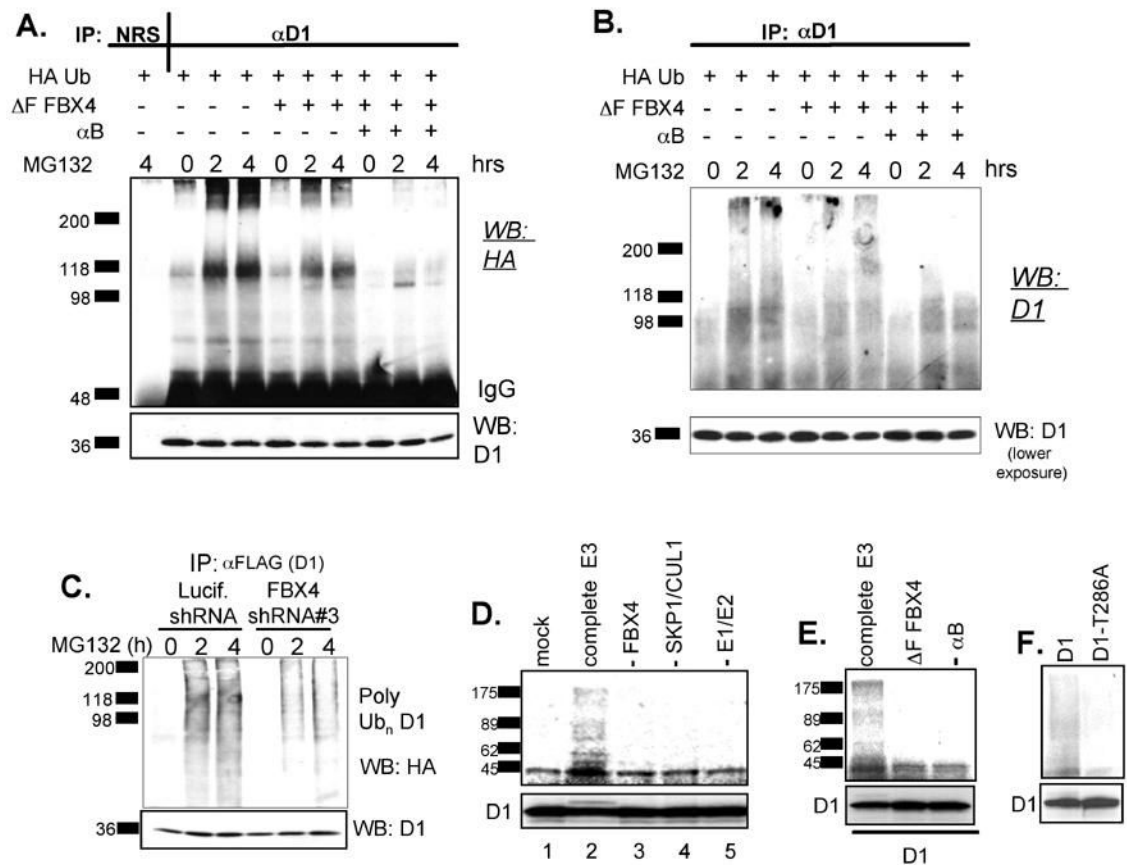 A.
IP: NRS αD1
HA Ub + + + + + + + + + +
ΔF FBX4 - - - - + + + + + +
αB - - - - - - - + + +
MG132 4 0 2 4 0 2 4 0 2 4 hrs
200
118
98
48
WB:
HA
IgG
36
WB:
D1
B.
IP: αD1
HA Ub + + + + + + + + +
ΔF FBX4 - - - + + + + + +
αB - - - - - - + + +
MG132 0 2 4 0 2 4 0 2 4 hrs
200
118
98
WB:
D1
36
WB: D1
(lower
exposure)
C.
IP: αFLAG (D1)
Lucif. FBX4
shRNA shRNA#3
MG132 (h) 0 2 4 0 2 4
200
118
98
Poly
Ubn D1
WB: HA
36
WB: D1
D.
mock
complete E3
- FBX4
- SKP1/CUL1
- E1/E2
175
89
62
45
D1
1 2 3 4 5
E.
complete E3
ΔF FBX4
- αB
175
89
62
45
D1
D1
F.
D1
D1-T286A
D1